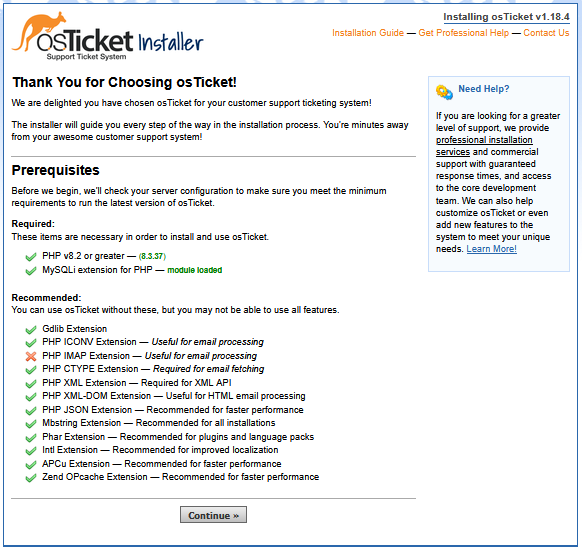 Installing osTicket v1.18.4
osTicket Installer
Support Ticket System
Installation Guide — Get Professional Help — Contact Us
Thank You for Choosing osTicket!
We are delighted you have chosen osTicket for your customer support ticketing system!
The installer will guide you every step of the way in the installation process. You're minutes away
from your awesome customer support system!
Prerequisites
Before we begin, we'll check your server configuration to make sure you meet the minimum
requirements to run the latest version of osTicket.
Required:
These items are necessary in order to install and use osTicket.
PHP v8.2 or greater — (8.3.37)
MySQLi extension for PHP — module loaded
Recommended:
You can use osTicket without these, but you may not be able to use all features.
Gdlib Extension
PHP ICONV Extension — Useful for email processing
PHP IMAP Extension — Useful for email processing
PHP CTYPE Extension — Required for email fetching
PHP XML Extension — Required for XML API
PHP XML-DOM Extension — Useful for HTML email processing
PHP JSON Extension — Recommended for faster performance
Mbstring Extension — Recommended for all installations
Phar Extension — Recommended for plugins and language packs
Intl Extension — Recommended for improved localization
APCu Extension — Recommended for faster performance
Zend OPcache Extension — Recommended for faster performance
Continue »
Need Help?
If you are looking for a greater
level of support, we provide
professional installation
services and commercial
support with guaranteed
response times, and access
to the core development
team. We can also help
customize osTicket or even
add new features to the
system to meet your unique
needs. Learn More!